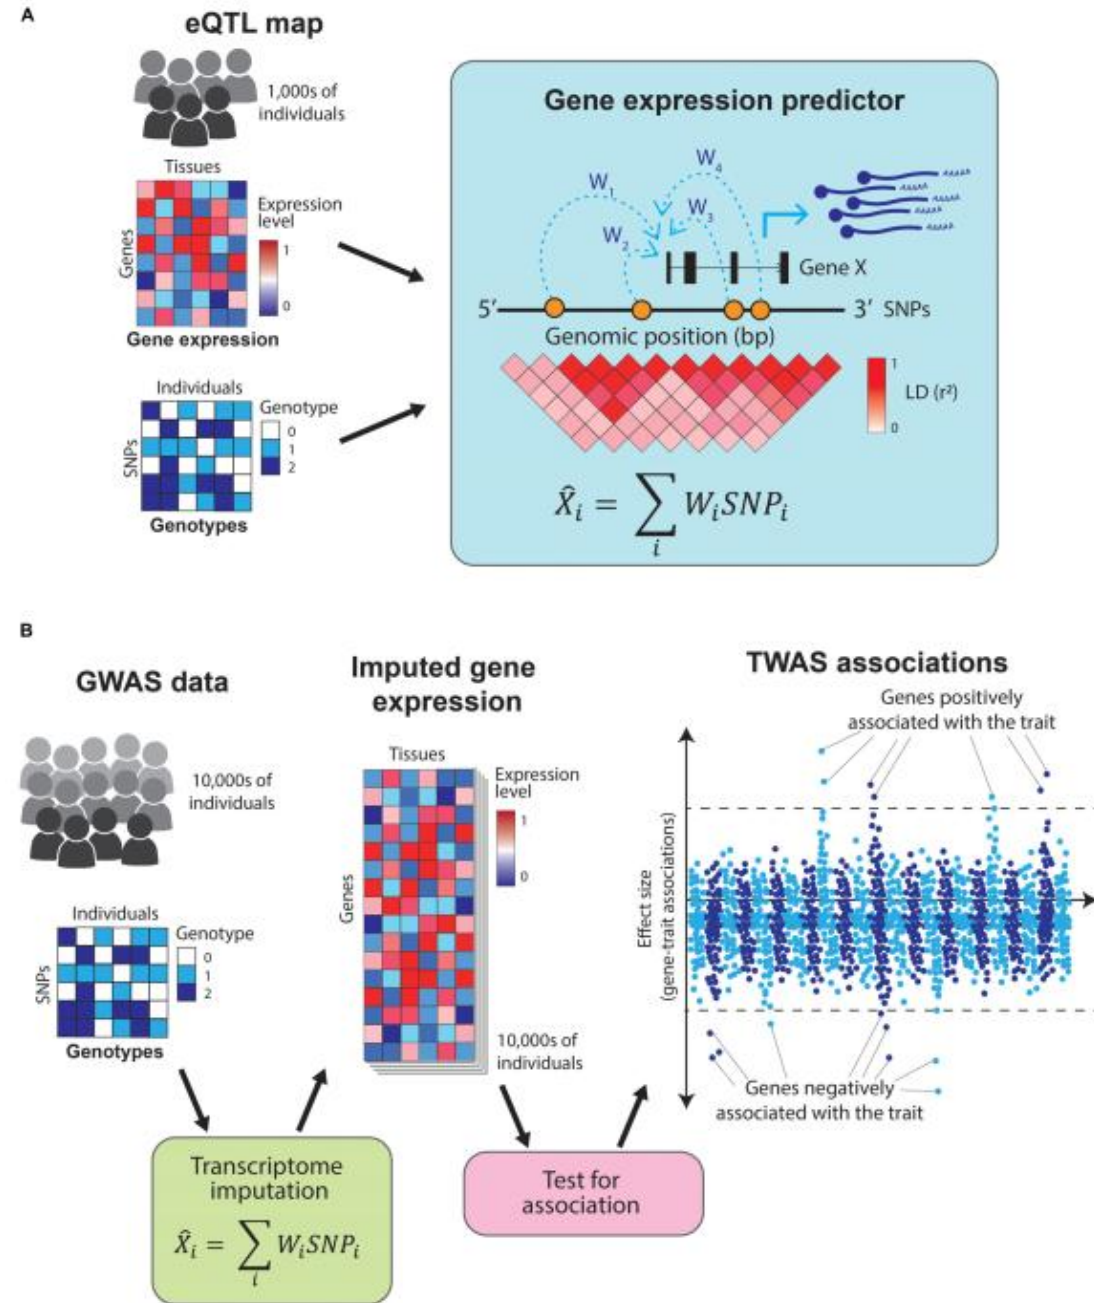 A
eQTL map
1,000s of
individuals
Tissues
Genes
Expression
level
1
0
Gene expression
Individuals
SNPs
Genotype
0
1
2
Genotypes
Gene expression predictor
W₁
W₂
W₃
W₄
Gene X
5′
3′ SNPs
Genomic position (bp)
1
LD (r²)
0
X̂ᵢ = ∑ᵢ WᵢSNPᵢ
B
GWAS data
10,000s of
individuals
Individuals
SNPs
Genotype
0
1
2
Genotypes
Transcriptome
imputation
X̂ᵢ = ∑ᵢ WᵢSNPᵢ
Imputed gene
expression
Tissues
Genes
Expression
level
1
0
10,000s of
individuals
Test for
association
TWAS associations
Genes positively
associated with the trait
Effect size
(gene-trait associations)
Genes negatively
associated with the trait